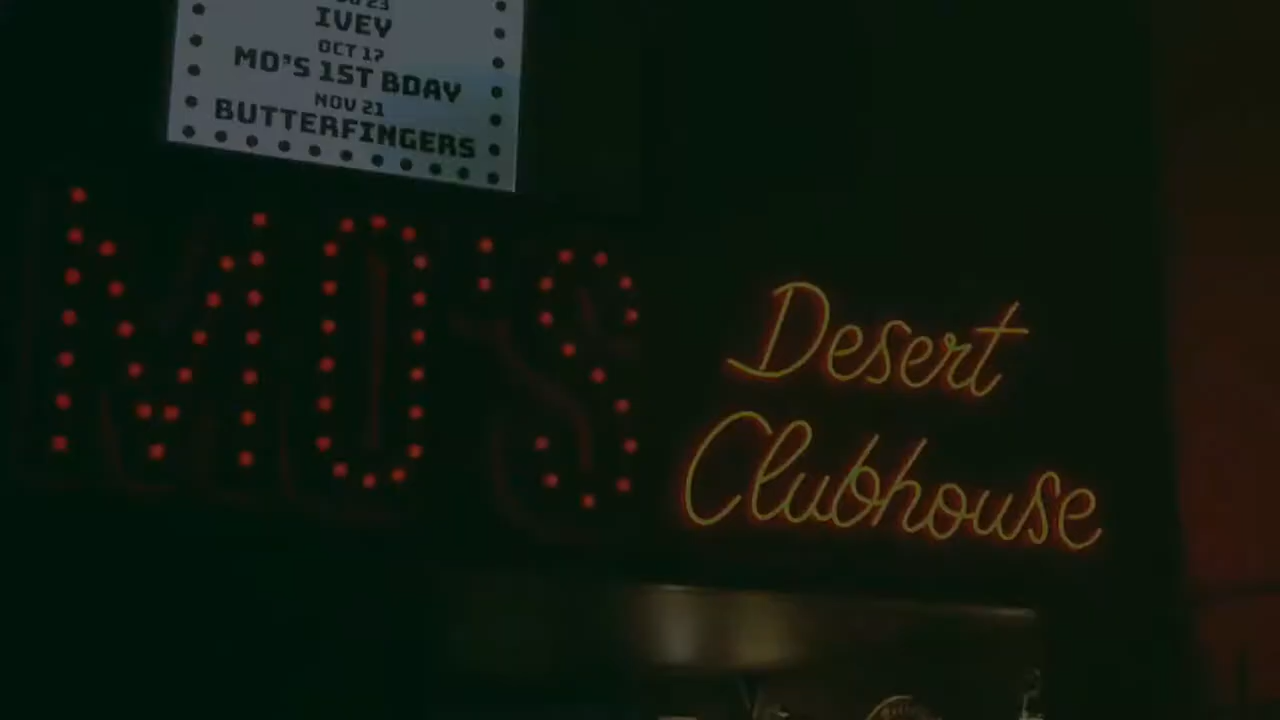 IVEY
OCT 17
MO'S 1ST BDAY
NOV 21
BUTTERFINGERS
MO'S
Desert
Clubhouse